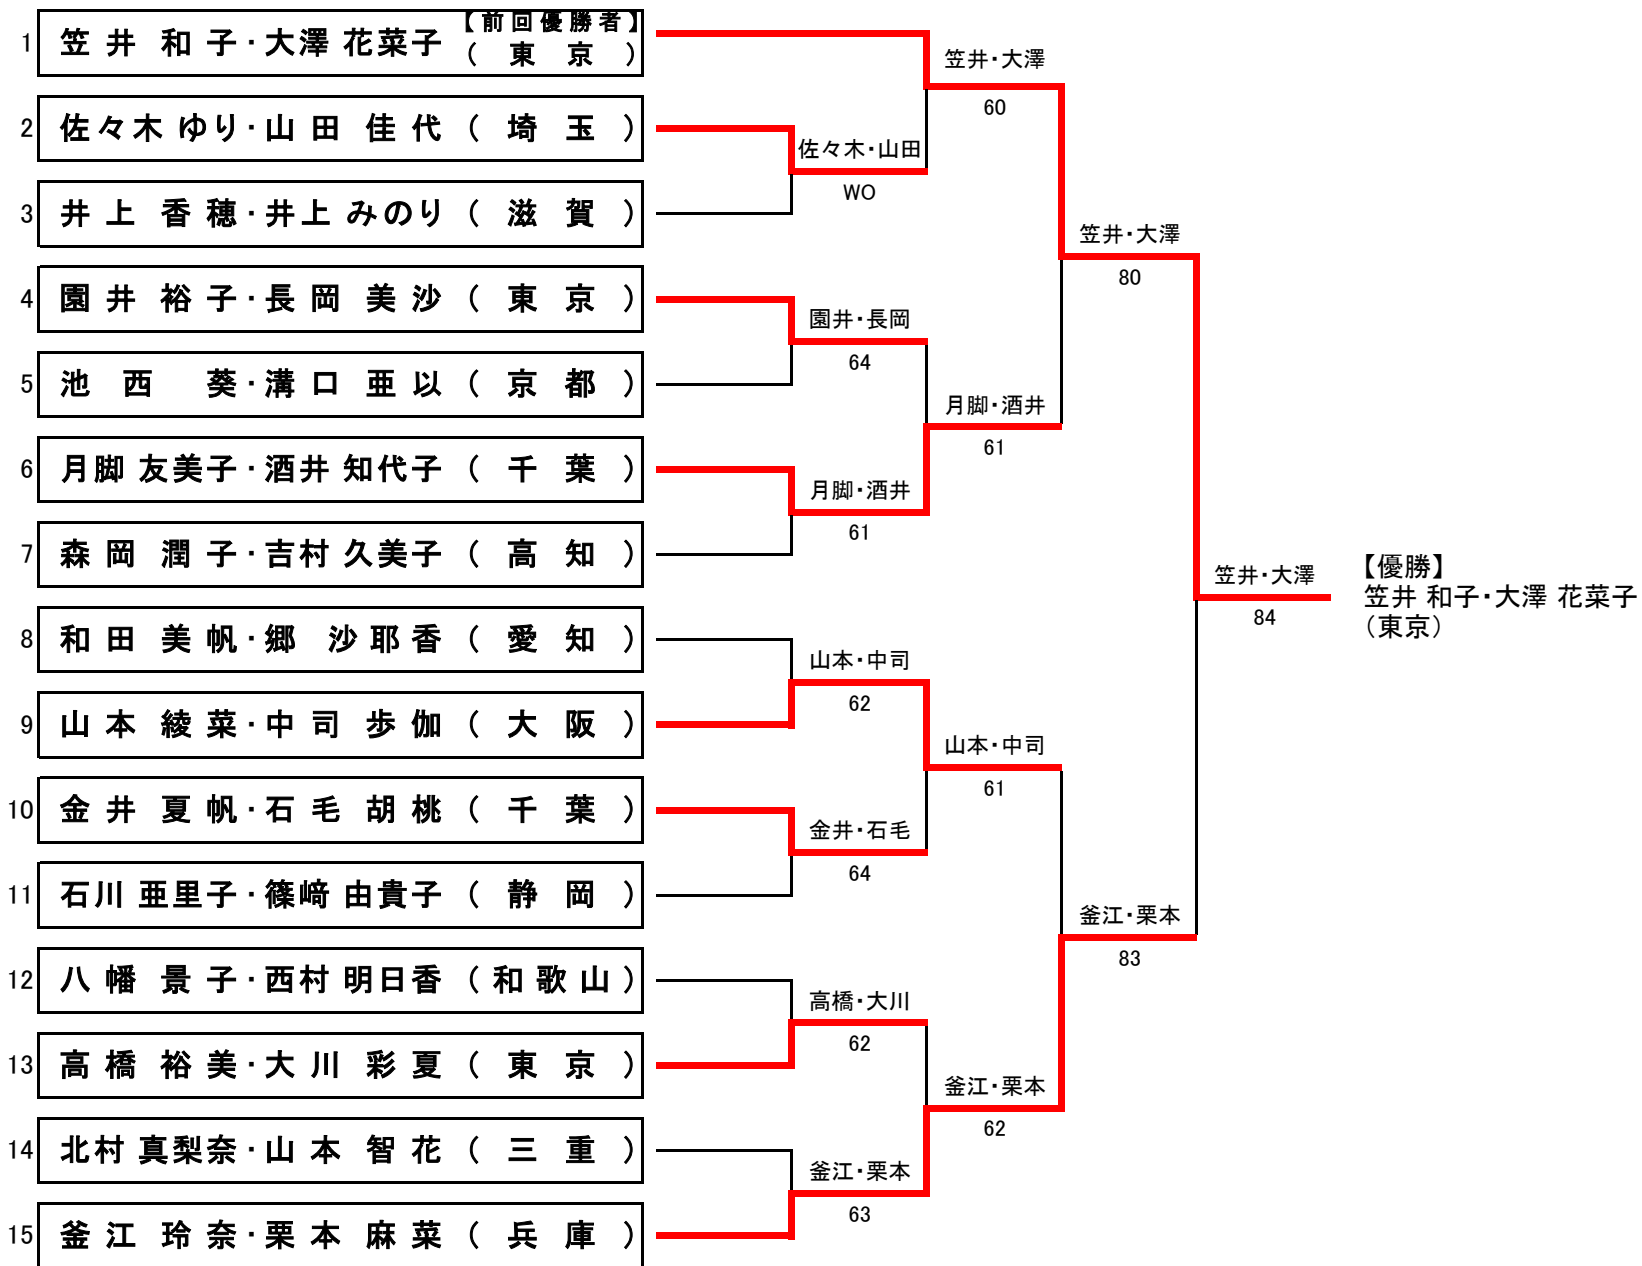 1 笠井 和子・大澤 花菜子 【前回優勝者】
(東京)
2 佐々木 ゆり・山田 佳代 (埼玉)
3 井上 香穂・井上 みのり (滋賀)
4 園井 裕子・長岡 美沙 (東京)
5 池西 葵・溝口 亜以 (京都)
6 月脚 友美子・酒井 知代子 (千葉)
7 森岡 潤子・吉村 久美子 (高知)
8 和田 美帆・郷 沙耶香 (愛知)
9 山本 綾菜・中司 歩伽 (大阪)
10 金井 夏帆・石毛 胡桃 (千葉)
11 石川 亜里子・篠﨑 由貴子 (静岡)
12 八幡 景子・西村 明日香 (和歌山)
13 高橋 裕美・大川 彩夏 (東京)
14 北村 真梨奈・山本 智花 (三重)
15 釜江 玲奈・栗本 麻菜 (兵庫)
佐々木・山田
WO
園井・長岡
64
月脚・酒井
61
山本・中司
62
金井・石毛
64
高橋・大川
62
釜江・栗本
63
笠井・大澤
60
月脚・酒井
61
山本・中司
61
釜江・栗本
62
笠井・大澤
80
釜江・栗本
83
笠井・大澤
84
【優勝】
笠井 和子・大澤 花菜子
(東京)